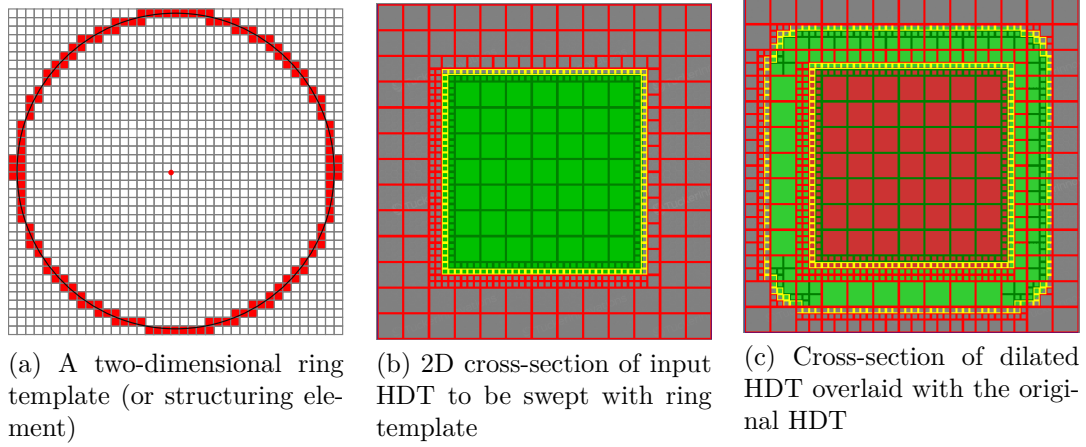 (a) A two-dimensional ring
template (or structuring ele-
ment)
(b) 2D cross-section of input
HDT to be swept with ring
template
(c) Cross-section of dilated
HDT overlaid with the origi-
nal HDT